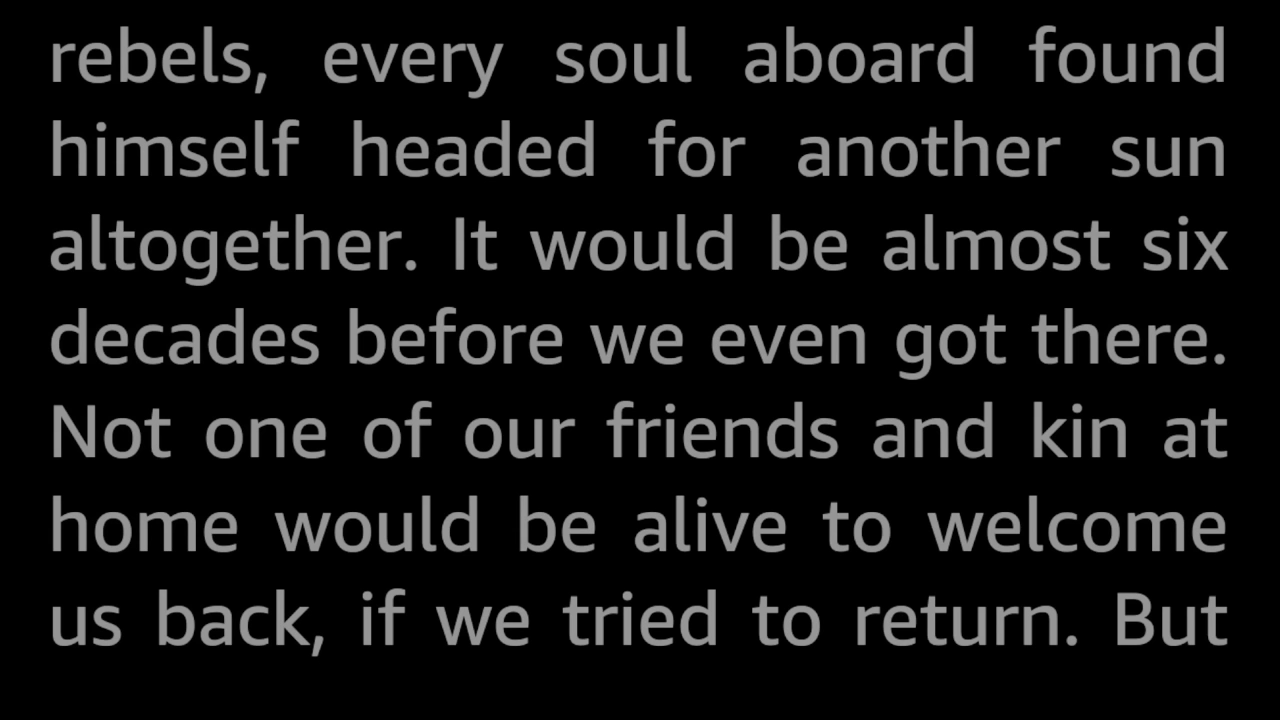 rebels, every soul aboard found
himself headed for another sun
altogether. It would be almost six
decades before we even got there.
Not one of our friends and kin at
home would be alive to welcome
us back, if we tried to return. But